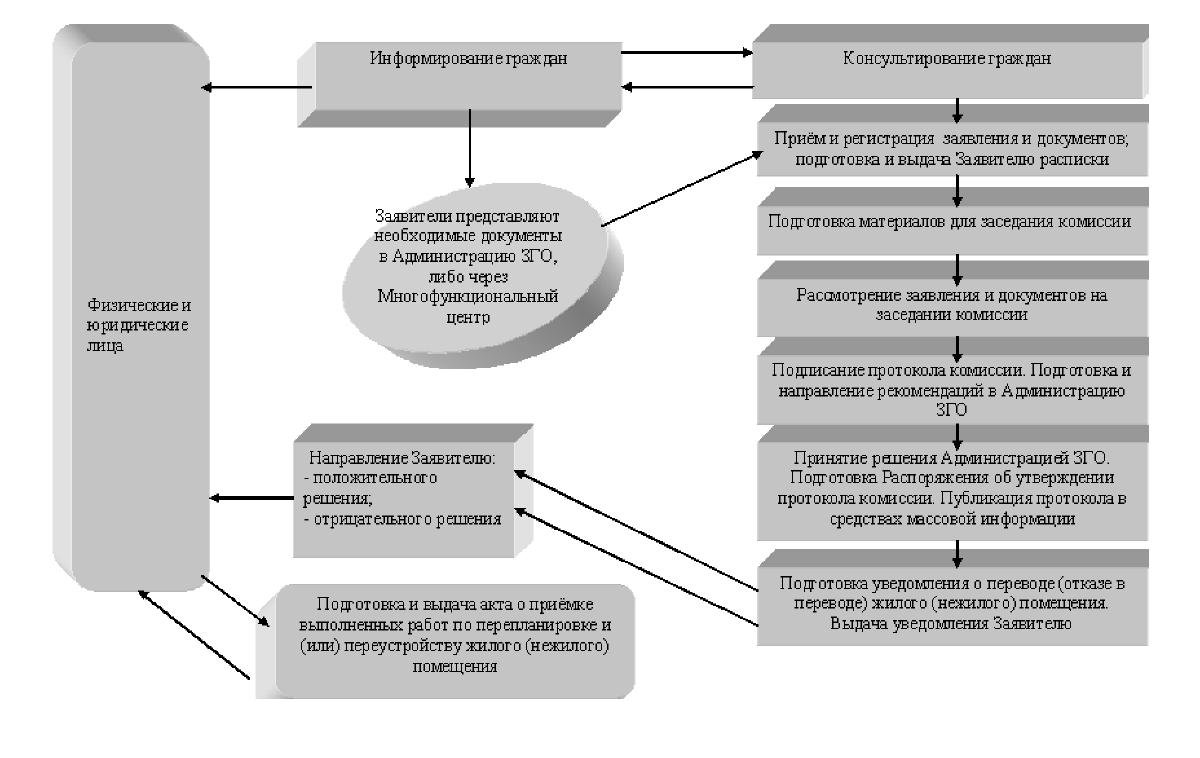 Информирование граждан
Консультирование граждан
Приём и регистрация заявления и документов;
подготовка и выдача Заявителю расписки
Заявители представляют
необходимые документы
в Администрацию ЗГО,
либо через
Многофункциональный
центр
Подготовка материалов для заседания комиссии
Рассмотрение заявления и документов на
заседании комиссии
Физические и
юридические
лица
Подписание протокола комиссии. Подготовка и
направление рекомендаций в Администрацию
ЗГО
Направление Заявителю:
- положительного
решения;
- отрицательного решения
Принятие решения Администрацией ЗГО.
Подготовка Распоряжения об утверждении
протокола комиссии. Публикация протокола в
средствах массовой информации
Подготовка уведомления о переводе (отказе в
переводе) жилого (нежилого) помещения.
Выдача уведомления Заявителю
Подготовка и выдача акта о приёмке
выполненных работ по перепланировке и
(или) переустройству жилого (нежилого)
помещения